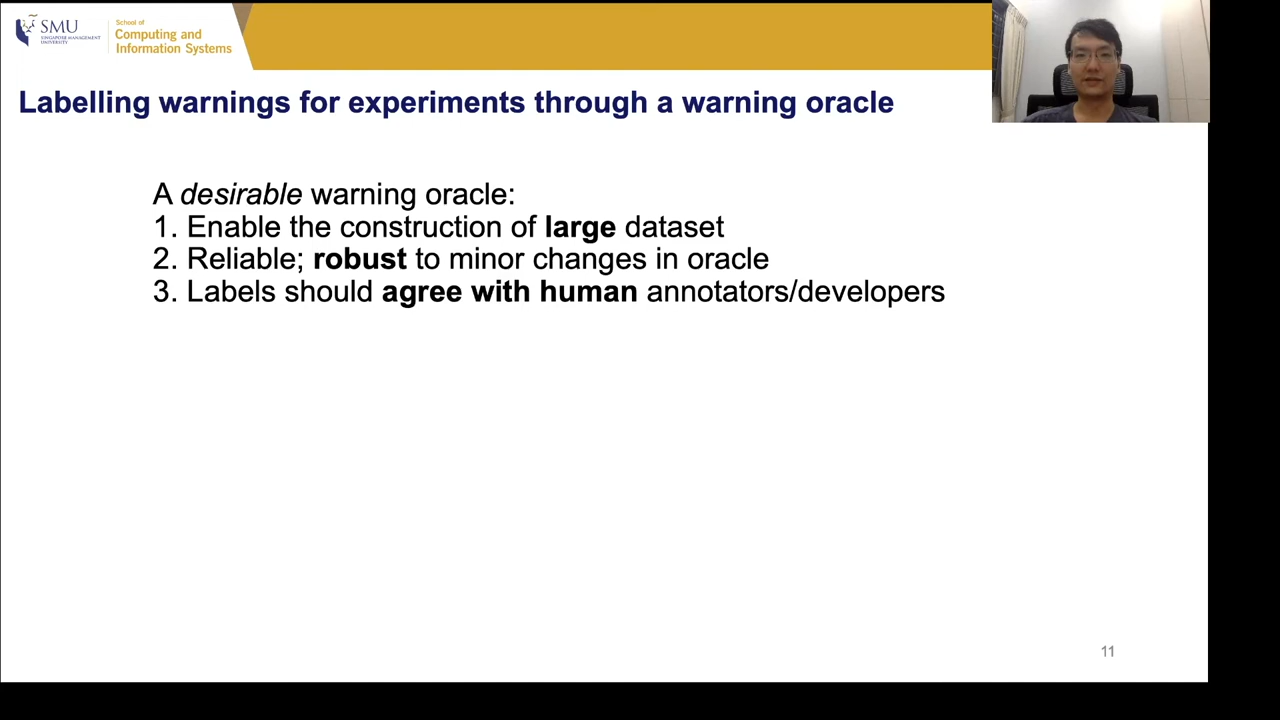 SMU
SINGAPORE MANAGEMENT
UNIVERSITY
School of
Computing and
Information Systems
Labelling warnings for experiments through a warning oracle
A desirable warning oracle:
1. Enable the construction of large dataset
2. Reliable; robust to minor changes in oracle
3. Labels should agree with human annotators/developers
11